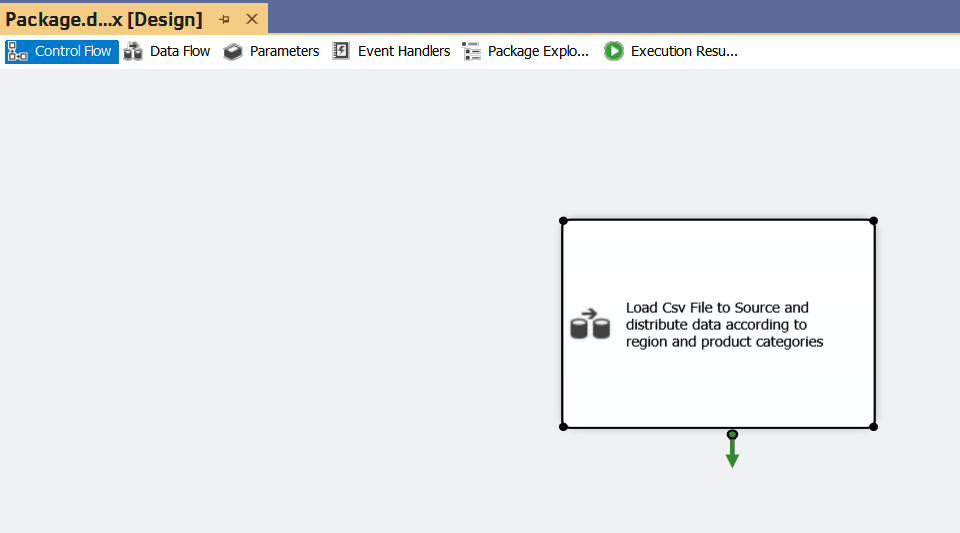 Package.d...x [Design]
Control Flow Data Flow Parameters Event Handlers Package Explo... Execution Resu...
Load Csv File to Source and
distribute data according to
region and product categories